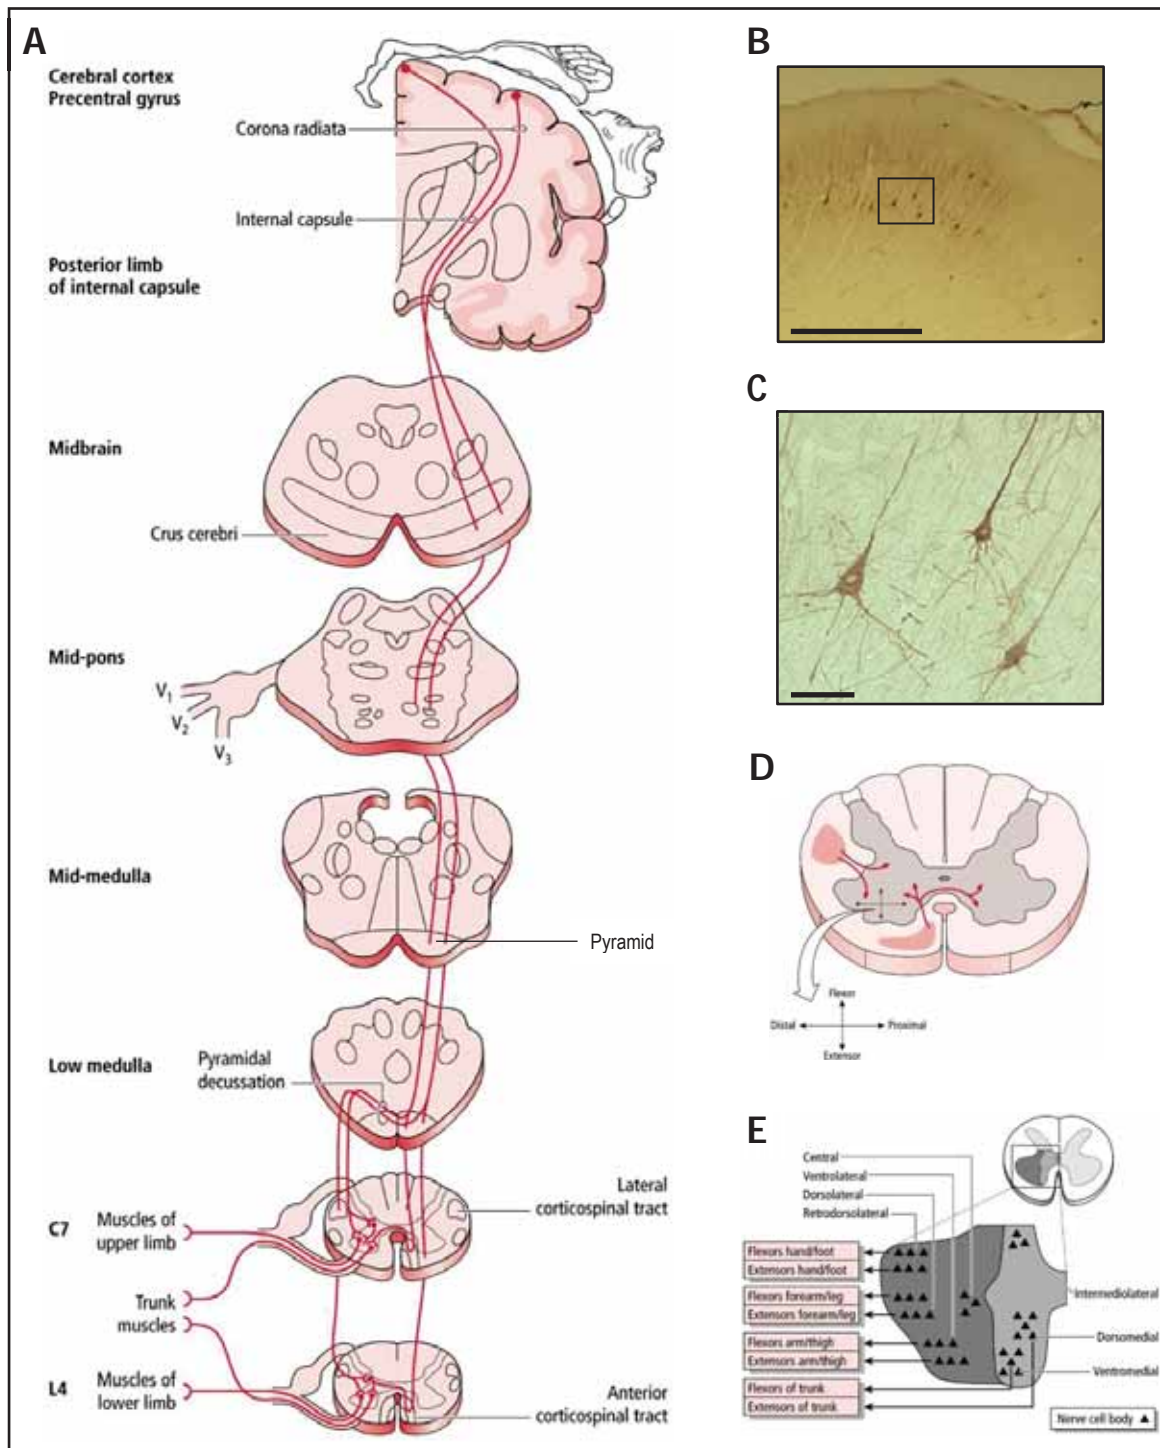 A
Cerebral cortex
Precentral gyrus
Corona radiata
Internal capsule
Posterior limb
of internal capsule
Midbrain
Crus cerebri
Mid-pons
V1
V2
V3
Mid-medulla
Pyramid
Low medulla
Pyramidal
decussation
Lateral
corticospinal tract
C7
Muscles of
upper limb
Trunk
muscles
L4
Muscles of
lower limb
Anterior
corticospinal tract
B
C
D
Flexor
Distal
Proximal
Extensor
E
Central
Ventrolateral
Dorsolateral
Retrodorsolateral
Flexors hand/foot
Extensors hand/foot
Flexors forearm/leg
Extensors forearm/leg
Flexors arm/thigh
Extensors arm/thigh
Flexors of trunk
Extensors of trunk
Intermediolateral
Dorsomedial
Ventromedial
Nerve cell body ▲